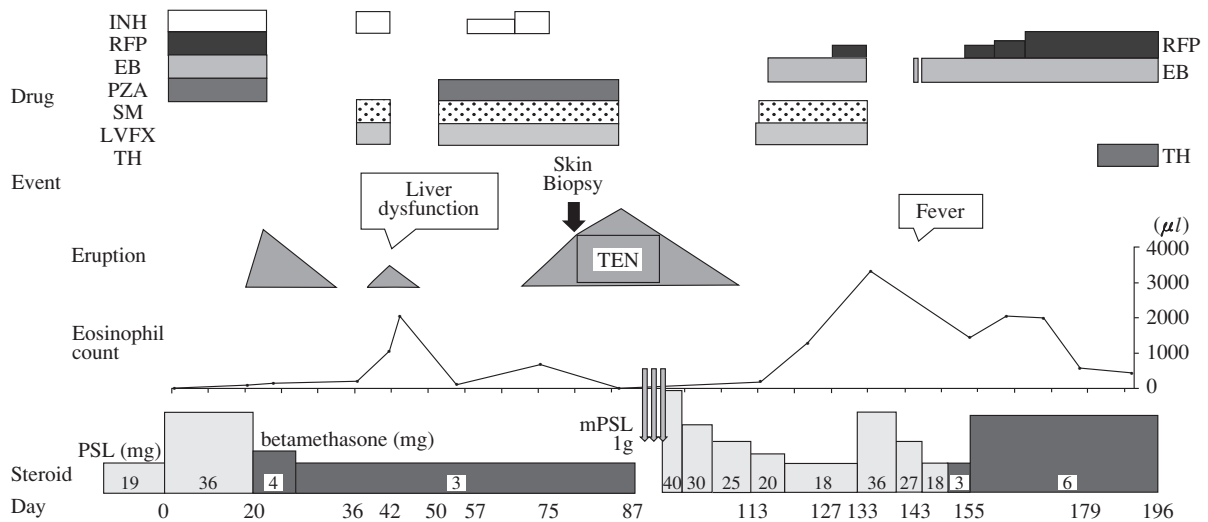 INH
RFP
EB
PZA
SM
LVFX
TH
Drug
RFP
EB
TH
Event
Skin
Biopsy
Liver
dysfunction
Fever
Eruption
TEN
(μl)
4000
3000
2000
1000
0
Eosinophil
count
mPSL
1g
PSL (mg)
betamethasone (mg)
Steroid
19 36 4 3 40 30 25 20 18 36 27 18 3 6
Day 0 20 36 42 50 57 75 87 113 127 133 143 155 179 196